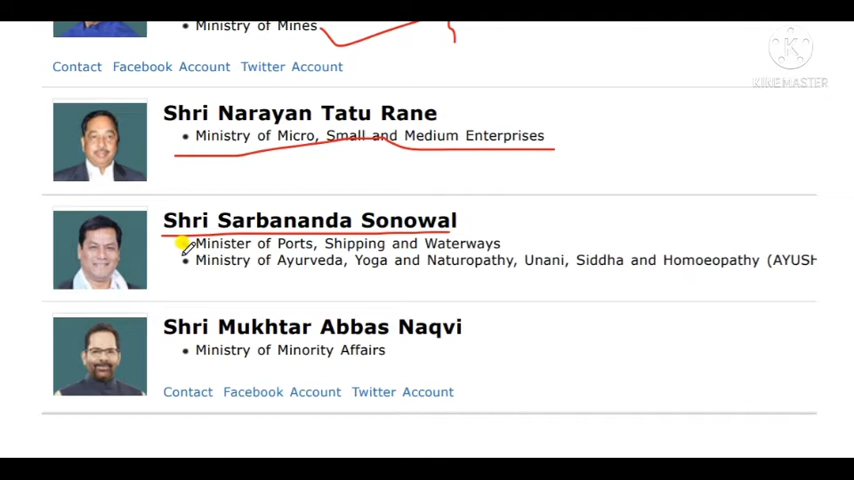 Ministry of Mines
K
KINEMASTER
Contact Facebook Account Twitter Account
Shri Narayan Tatu Rane
Ministry of Micro, Small and Medium Enterprises
Shri Sarbananda Sonowal
Minister of Ports, Shipping and Waterways
Ministry of Ayurveda, Yoga and Naturopathy, Unani, Siddha and Homoeopathy (AYUSH
Shri Mukhtar Abbas Naqvi
Ministry of Minority Affairs
Contact Facebook Account Twitter Account